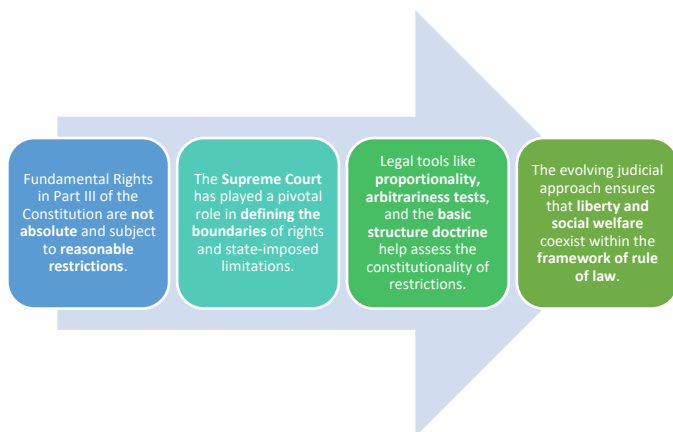 Fundamental Rights
in Part III of the
Constitution are not
absolute and subject
to reasonable
restrictions.
The Supreme Court
has played a pivotal
role in defining the
boundaries of rights
and state-imposed
limitations.
Legal tools like
proportionality,
arbitrariness tests,
and the basic
structure doctrine
help assess the
constitutionality of
restrictions.
The evolving judicial
approach ensures
that liberty and
social welfare
coexist within the
framework of rule
of law.